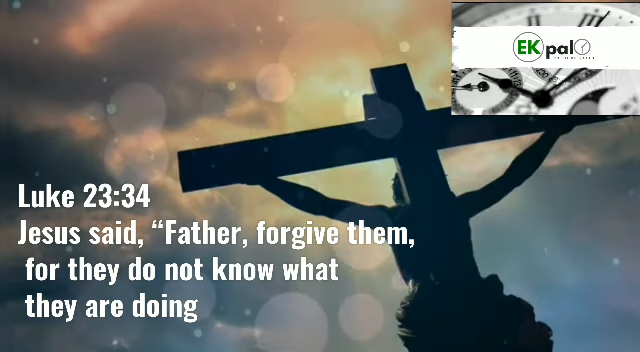 EK pal
Luke 23:34
Jesus said, “Father, forgive them,
for they do not know what
they are doing